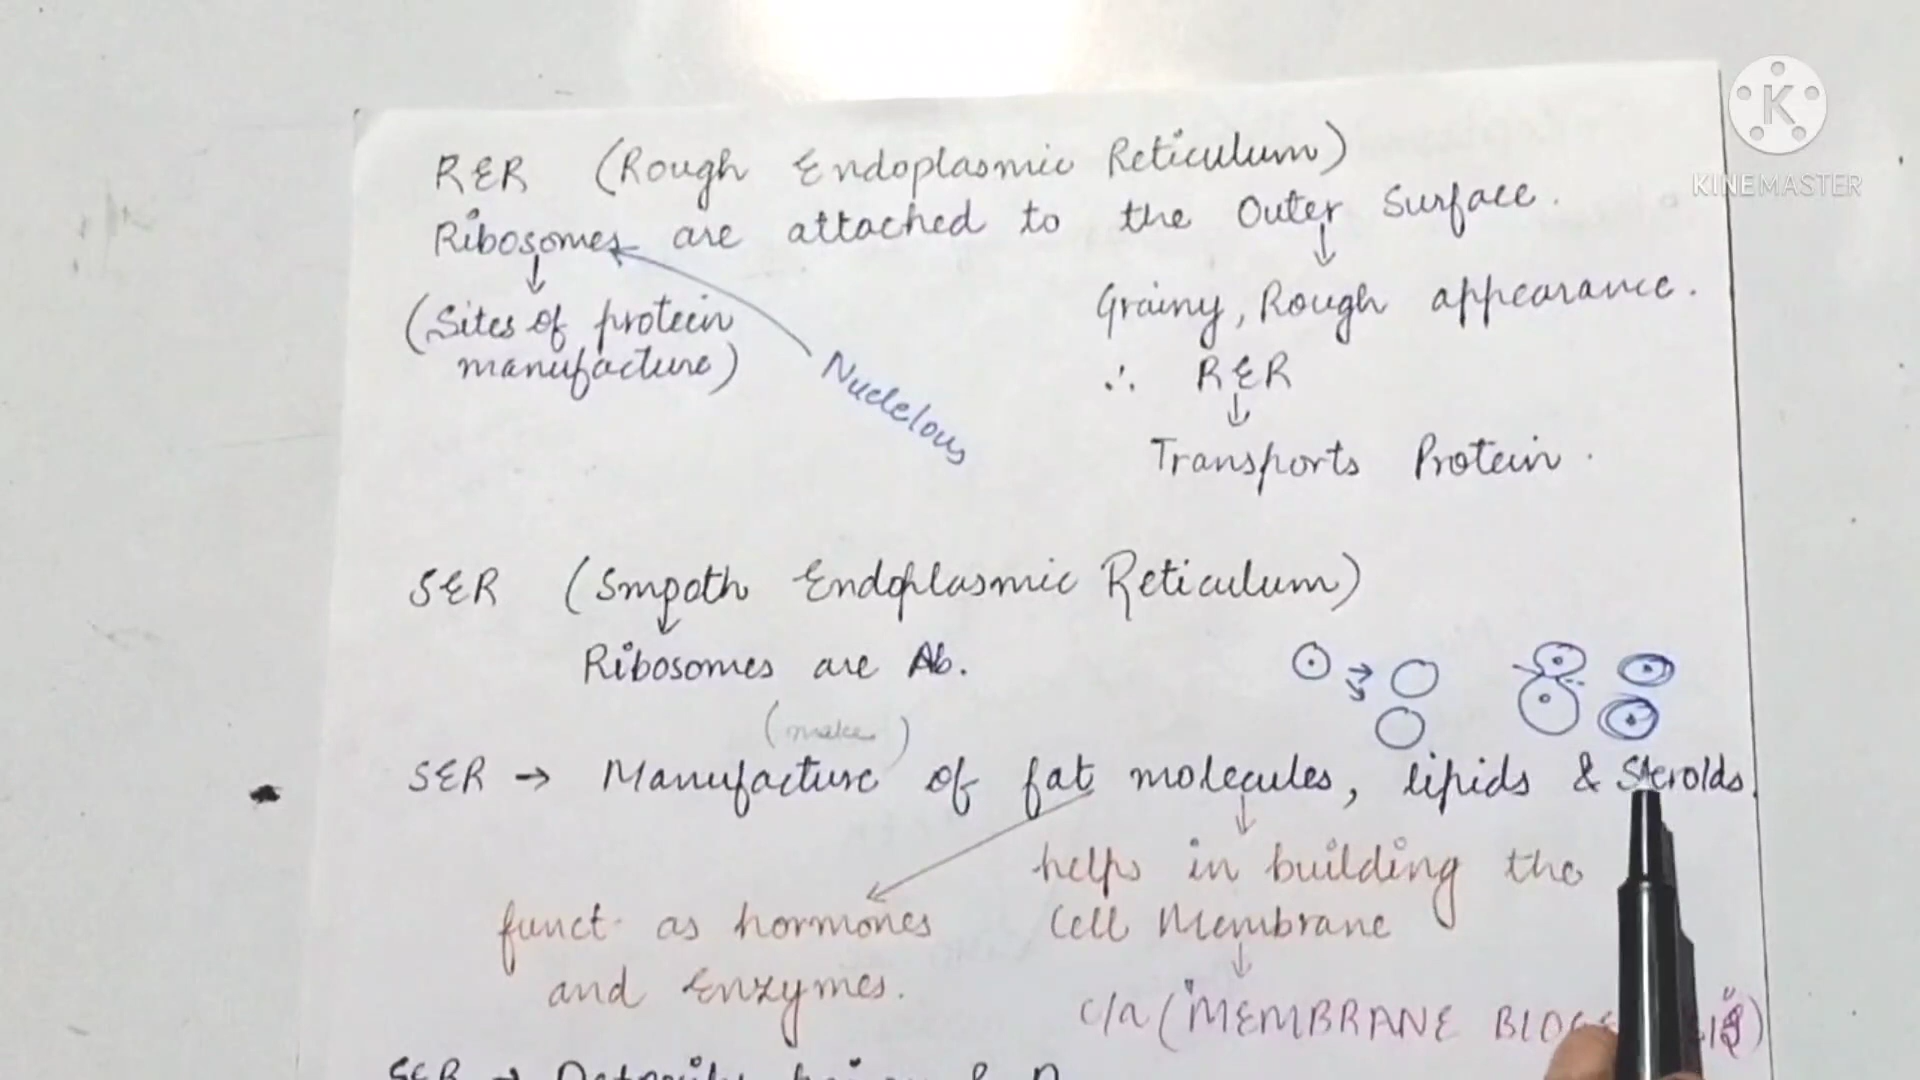 RER (Rough Endoplasmic Reticulum)
Ribosomes are attached to the Outer Surface.
(Sites of protein
manufacture)
Nuclelous
Grainy, Rough appearance.
∴ RER
Transports Protein.
SER (Smooth Endoplasmic Reticulum)
Ribosomes are Ab.
(make)
SER → Manufacture of fat molecules, lipids & Steroids.
funct. as hormones
and Enzymes.
helps in building the
Cell Membrane
c/a ("MEMBRANE
SER →
K
KINEMASTER